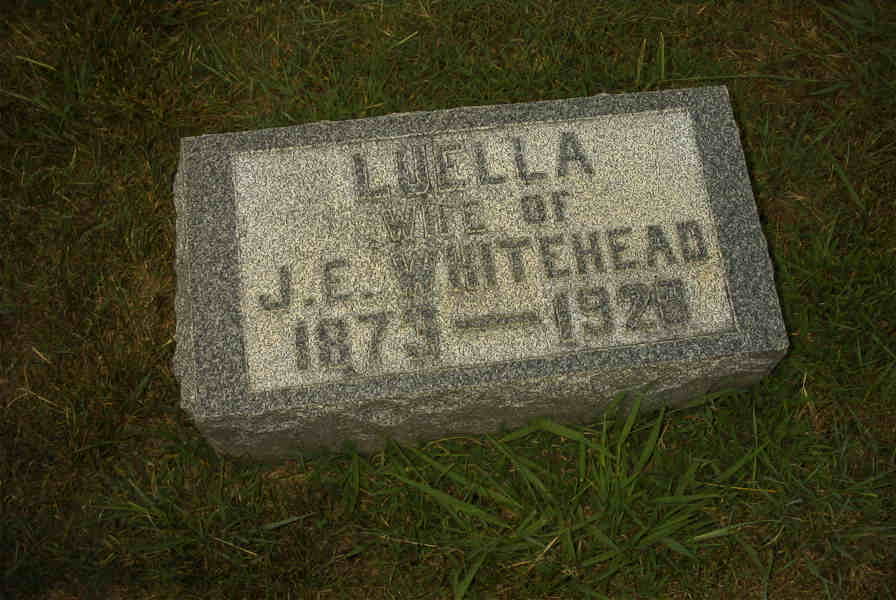 LUELLA
WIFE OF
J.E. WHITEHEAD
1873 — 1928